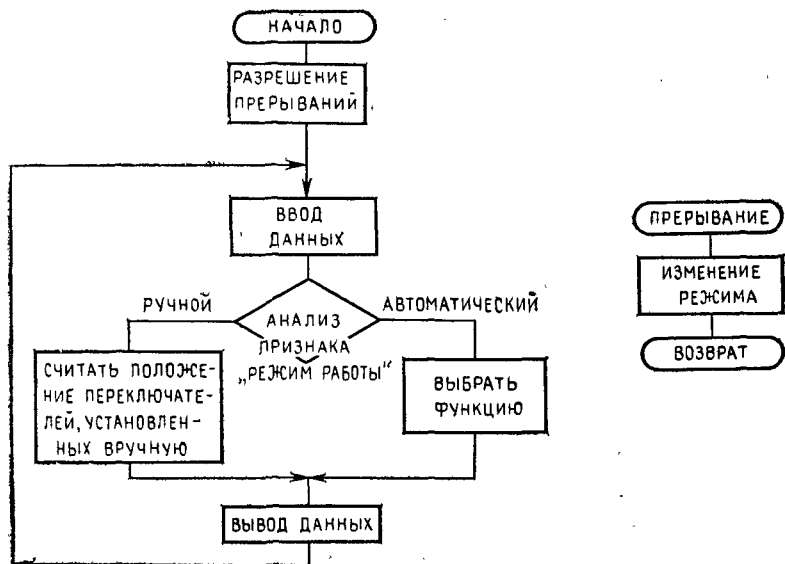 НАЧАЛО
РАЗРЕШЕНИЕ
ПРЕРЫВАНИЙ
ВВОД
ДАННЫХ
РУЧНОЙ
АВТОМАТИЧЕСКИЙ
АНАЛИЗ
ПРИЗНАКА
„РЕЖИМ РАБОТЫ“
СЧИТАТЬ ПОЛОЖЕ-
НИЕ ПЕРЕКЛЮЧАТЕ-
ЛЕЙ, УСТАНОВЛЕН-
НЫХ ВРУЧНУЮ
ВЫБРАТЬ
ФУНКЦИЮ
ВЫВОД ДАННЫХ
ПРЕРЫВАНИЕ
ИЗМЕНЕНИЕ
РЕЖИМА
ВОЗВРАТ